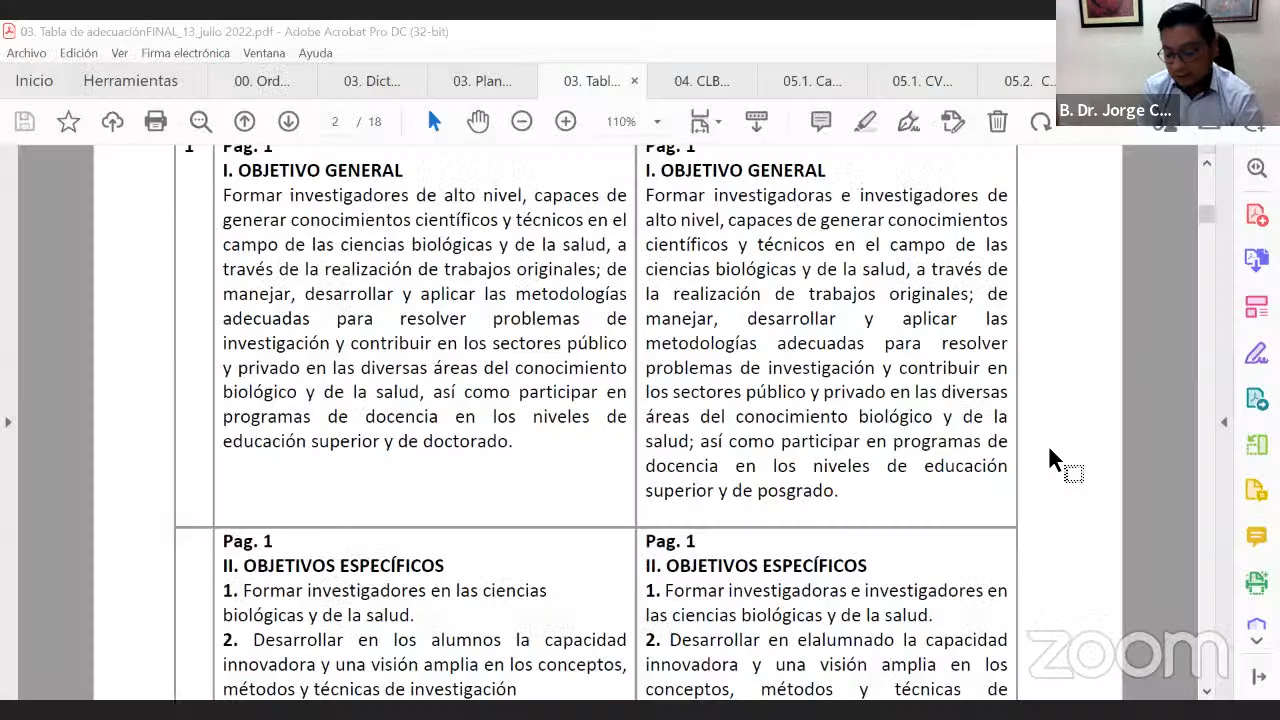 03. Tabla de adecuaciónFINAL_13_julio 2022.pdf - Adobe Acrobat Pro DC (32-bit)
Archivo Edición Ver Firma electrónica Ventana Ayuda
Inicio Herramientas 00. Ord... 03. Dict... 03. Plan... 03. Tabl... × 04. CLB... 05.1. Ca... 05.1. CV... 05.2. C...
B. Dr. Jorge C...
2 / 18 110%
1
Pag. 1
I. OBJETIVO GENERAL
Formar investigadores de alto nivel, capaces de
generar conocimientos científicos y técnicos en el
campo de las ciencias biológicas y de la salud, a
través de la realización de trabajos originales; de
manejar, desarrollar y aplicar las metodologías
adecuadas para resolver problemas de
investigación y contribuir en los sectores público
y privado en las diversas áreas del conocimiento
biológico y de la salud, así como participar en
programas de docencia en los niveles de
educación superior y de doctorado.
Pag. 1
I. OBJETIVO GENERAL
Formar investigadoras e investigadores de
alto nivel, capaces de generar conocimientos
científicos y técnicos en el campo de las
ciencias biológicas y de la salud, a través de
la realización de trabajos originales; de
manejar, desarrollar y aplicar las
metodologías adecuadas para resolver
problemas de investigación y contribuir en
los sectores público y privado en las diversas
áreas del conocimiento biológico y de la
salud; así como participar en programas de
docencia en los niveles de educación
superior y de posgrado.
Pag. 1
II. OBJETIVOS ESPECÍFICOS
1. Formar investigadores en las ciencias
biológicas y de la salud.
2. Desarrollar en los alumnos la capacidad
innovadora y una visión amplia en los conceptos,
métodos y técnicas de investigación
Pag. 1
II. OBJETIVOS ESPECÍFICOS
1. Formar investigadoras e investigadores en
las ciencias biológicas y de la salud.
2. Desarrollar en elalumnado la capacidad
innovadora y una visión amplia en los
conceptos, métodos y técnicas de
zoom